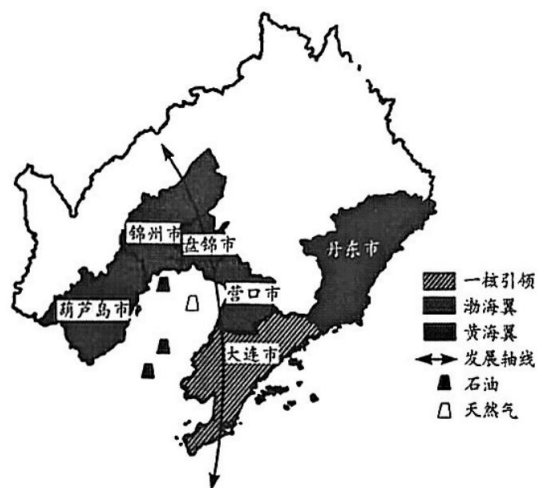 锦州市
盘锦市
丹东市
葫芦岛市
营口市
大连市
一核引领
渤海翼
黄海翼
发展轴线
石油
天然气